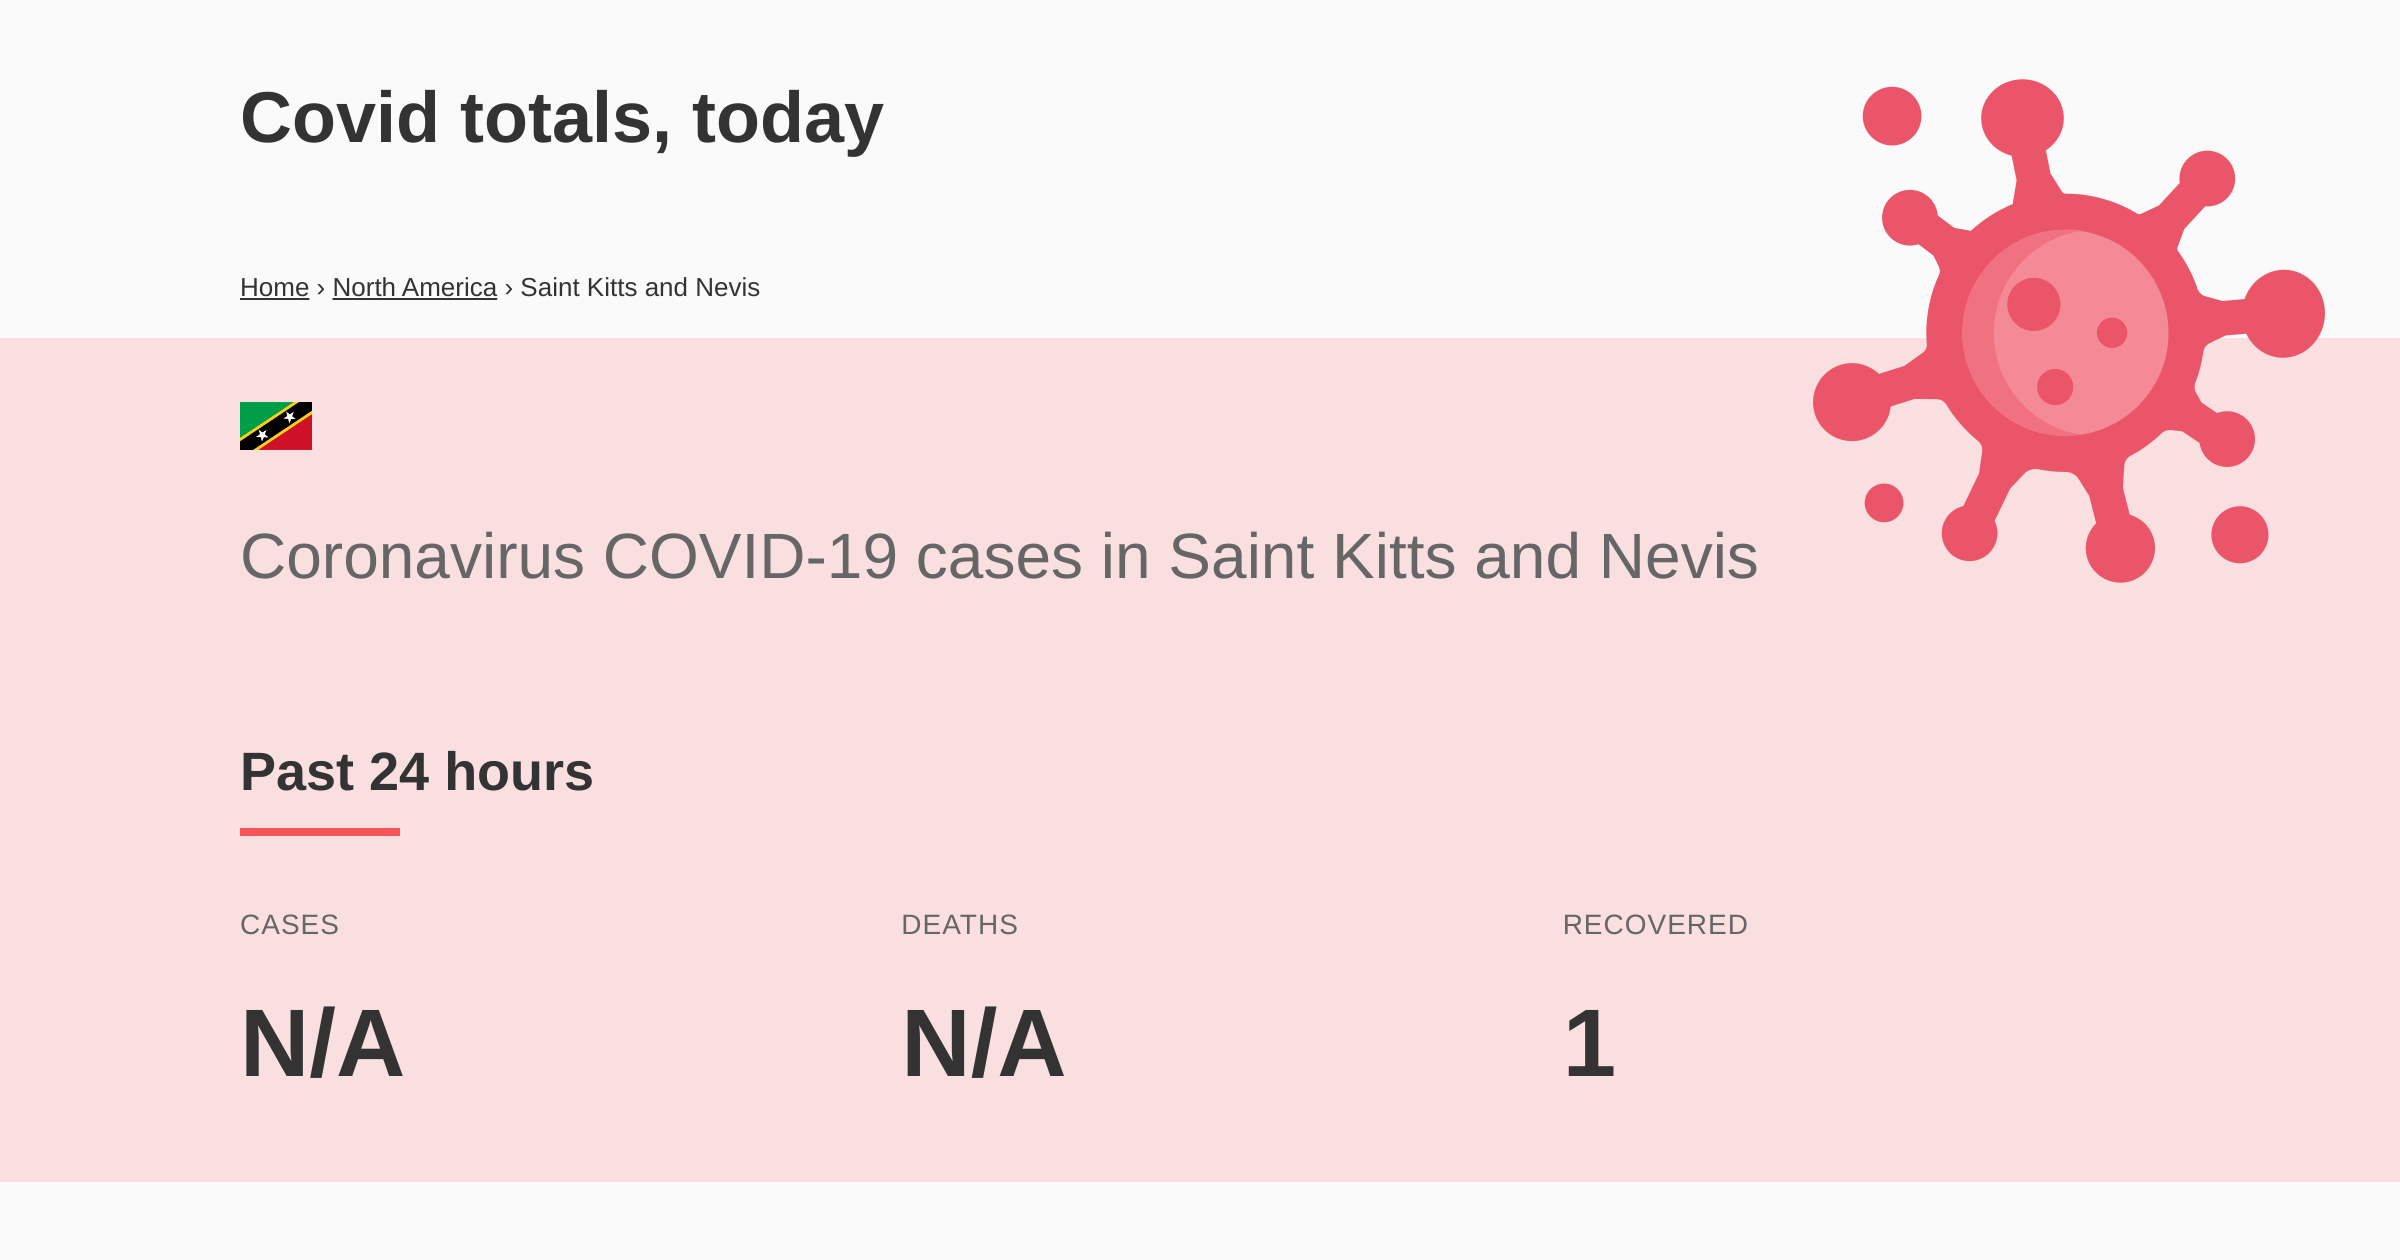 Covid totals, today
Home › North America › Saint Kitts and Nevis
Coronavirus COVID-19 cases in Saint Kitts and Nevis
Past 24 hours
CASES
DEATHS
RECOVERED
N/A
N/A
1